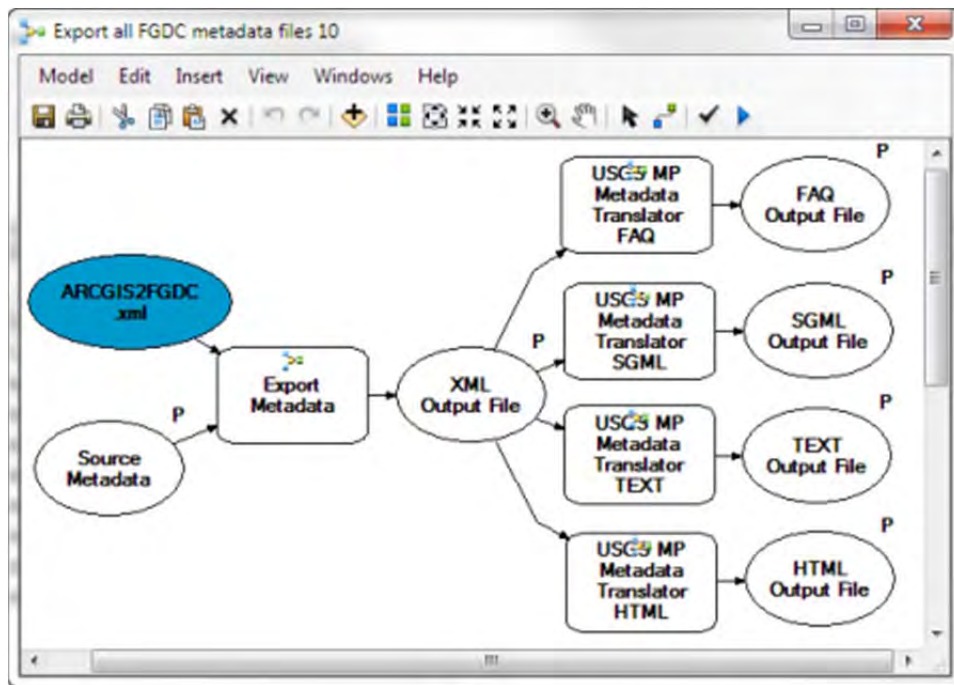 Export all FGDC metadata files 10
Model Edit Insert View Windows Help
ARCGIS2FGDC
.xml
P
Source
Metadata
Export
Metadata
P
XML
Output File
USGS MP
Metadata
Translator
FAQ
P
FAQ
Output File
USGS MP
Metadata
Translator
SGML
P
SGML
Output File
USGS MP
Metadata
Translator
TEXT
P
TEXT
Output File
USGS MP
Metadata
Translator
HTML
P
HTML
Output File